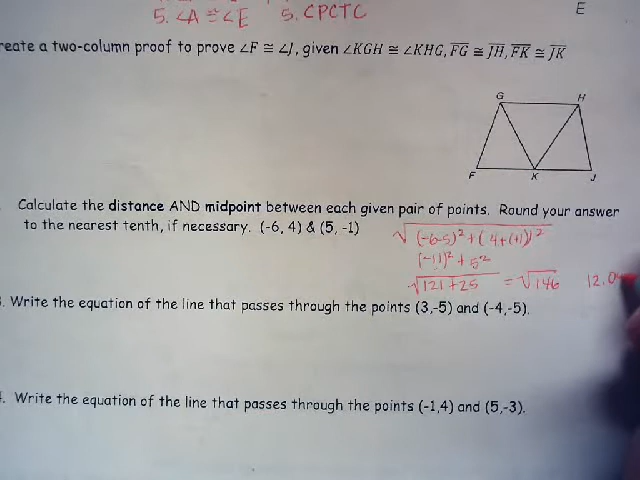 5. ∠A ≅ ∠E 5. CPCTC
E
reate a two-column proof to prove ∠F ≅ ∠J, given ∠KGH ≅ ∠KHG, FG ≅ JH, FK ≅ JK
G H
F K J
Calculate the distance AND midpoint between each given pair of points. Round your answer
to the nearest tenth, if necessary. (-6, 4) & (5, -1)
√(-6-5)² + (4+(+1))²
(-11)² + 5²
√121+25 = √146 12.0
. Write the equation of the line that passes through the points (3,-5) and (-4,-5).
. Write the equation of the line that passes through the points (-1,4) and (5,-3).